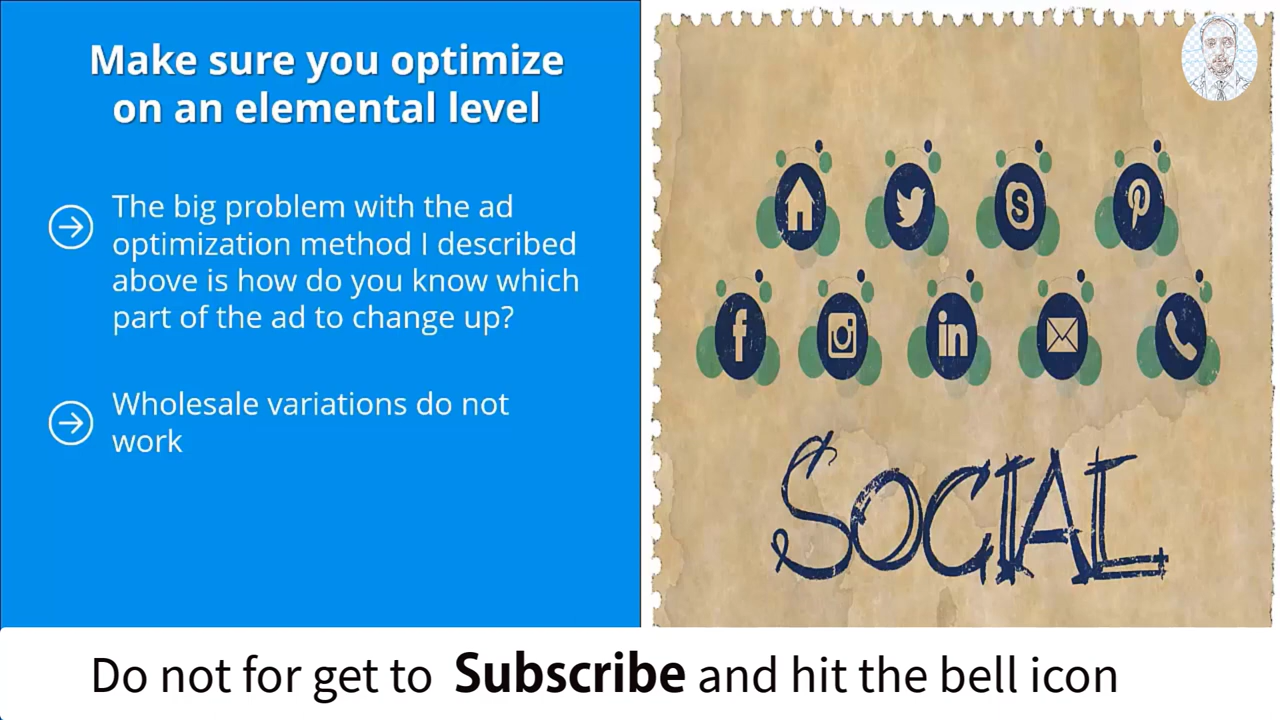 Make sure you optimize
on an elemental level
The big problem with the ad
optimization method I described
above is how do you know which
part of the ad to change up?
Wholesale variations do not
work
SOCIAL
Do not for get to Subscribe and hit the bell icon